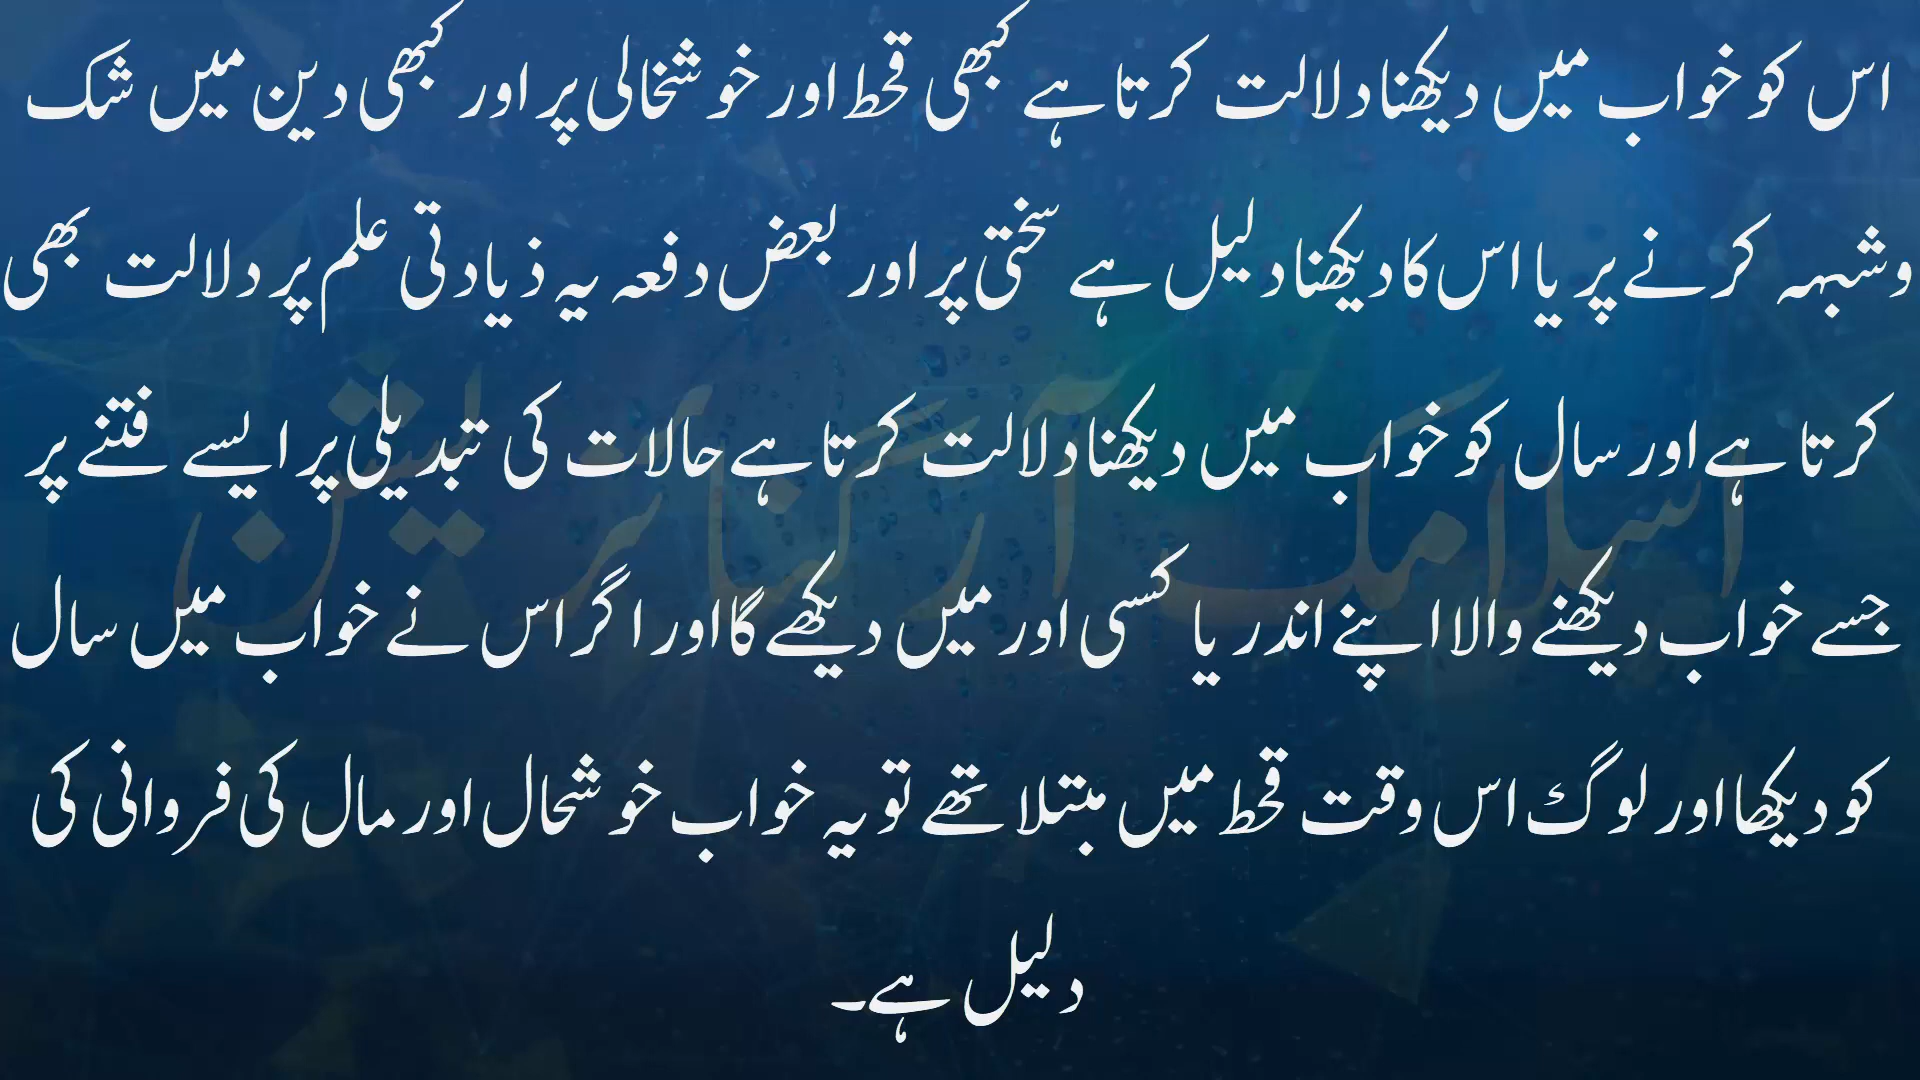 اس کو خواب میں دیکھنا دلالت کرتا ہے کبھی قحط اور خوشخالی پر اور کبھی دین میں شک
وشبہہ کرنے پر یا اس کا دیکھنا دلیل ہے سختی پر اور بعض دفعہ یہ ذیادتی علم پر دلالت بھی
کرتا ہے اور سال کو خواب میں دیکھنا دلالت کرتا ہے حالات کی تبدیلی پر ایسے فتنے پر
جسے خواب دیکھنے والا اپنے اندر یا کسی اور میں دیکھے گا اور اگر اس نے خواب میں سال
کو دیکھا اور لوگ اس وقت قحط میں مبتلا تھے تو یہ خواب خوشحال اور مال کی فروانی کی
دلیل ہے۔
اسلامک آرگنائزیشن